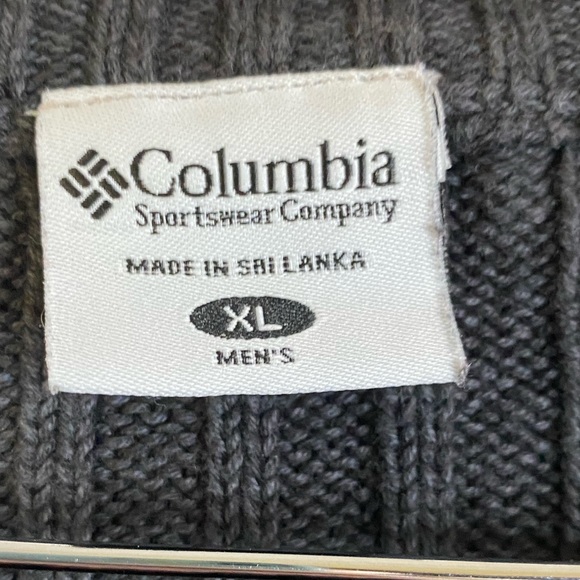 Columbia
Sportswear Company
MADE IN SRI LANKA
XL
MEN'S